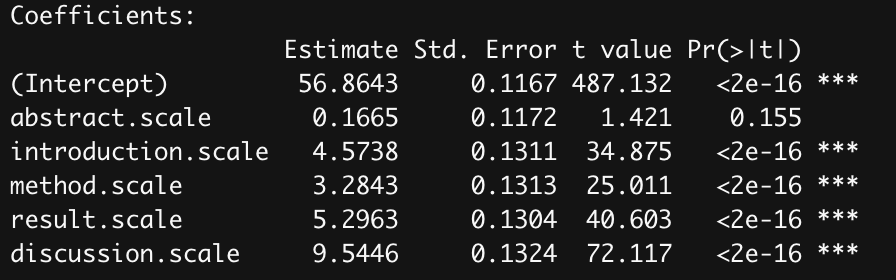 Coefficients:
                  Estimate Std. Error t value Pr(>|t|)
(Intercept)        56.8643     0.1167 487.132   <2e-16 ***
abstract.scale      0.1665     0.1172   1.421    0.155
introduction.scale  4.5738     0.1311  34.875   <2e-16 ***
method.scale        3.2843     0.1313  25.011   <2e-16 ***
result.scale        5.2963     0.1304  40.603   <2e-16 ***
discussion.scale    9.5446     0.1324  72.117   <2e-16 ***